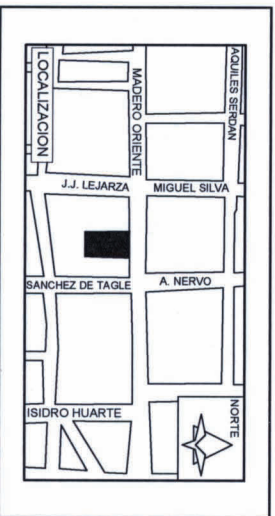 LOCALIZACION
MADERO ORIENTE
AQUILES SERDAN
J.J. LEJARZA
MIGUEL SILVA
SANCHEZ DE TAGLE
A. NERVO
ISIDRO HUARTE
NORTE